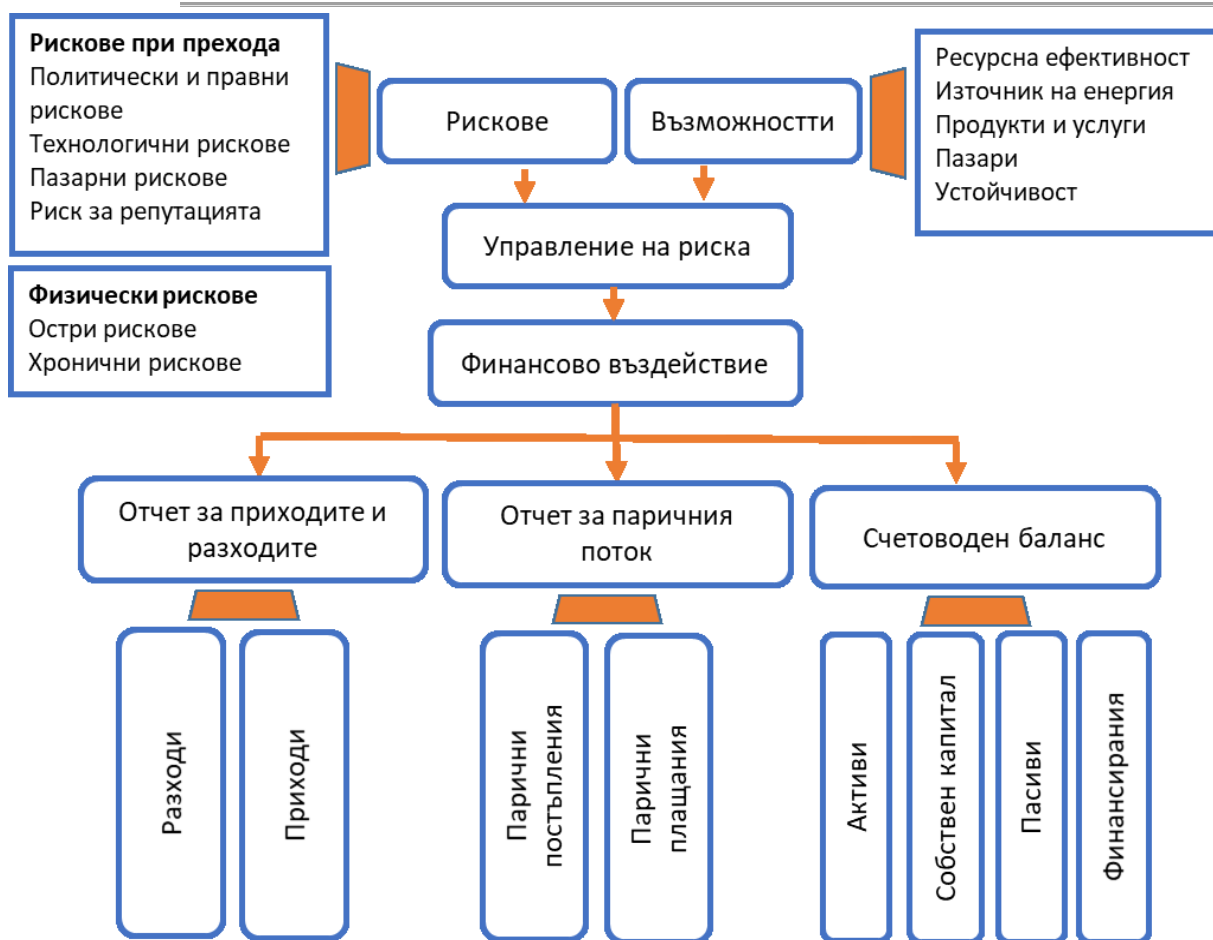 Рискове при прехода
Политически и правни
рискове
Технологични рискове
Пазарни рискове
Риск за репутацията
Физически рискове
Остри рискове
Хронични рискове
Рискове
Възможностти
Ресурсна ефективност
Източник на енергия
Продукти и услуги
Пазари
Устойчивост
Управление на риска
Финансово въздействие
Отчет за приходите и
разходите
Отчет за паричния
поток
Счетоводен баланс
Разходи
Приходи
Парични
постъпления
Парични
плащания
Активи
Собствен капитал
Пасиви
Финансирания